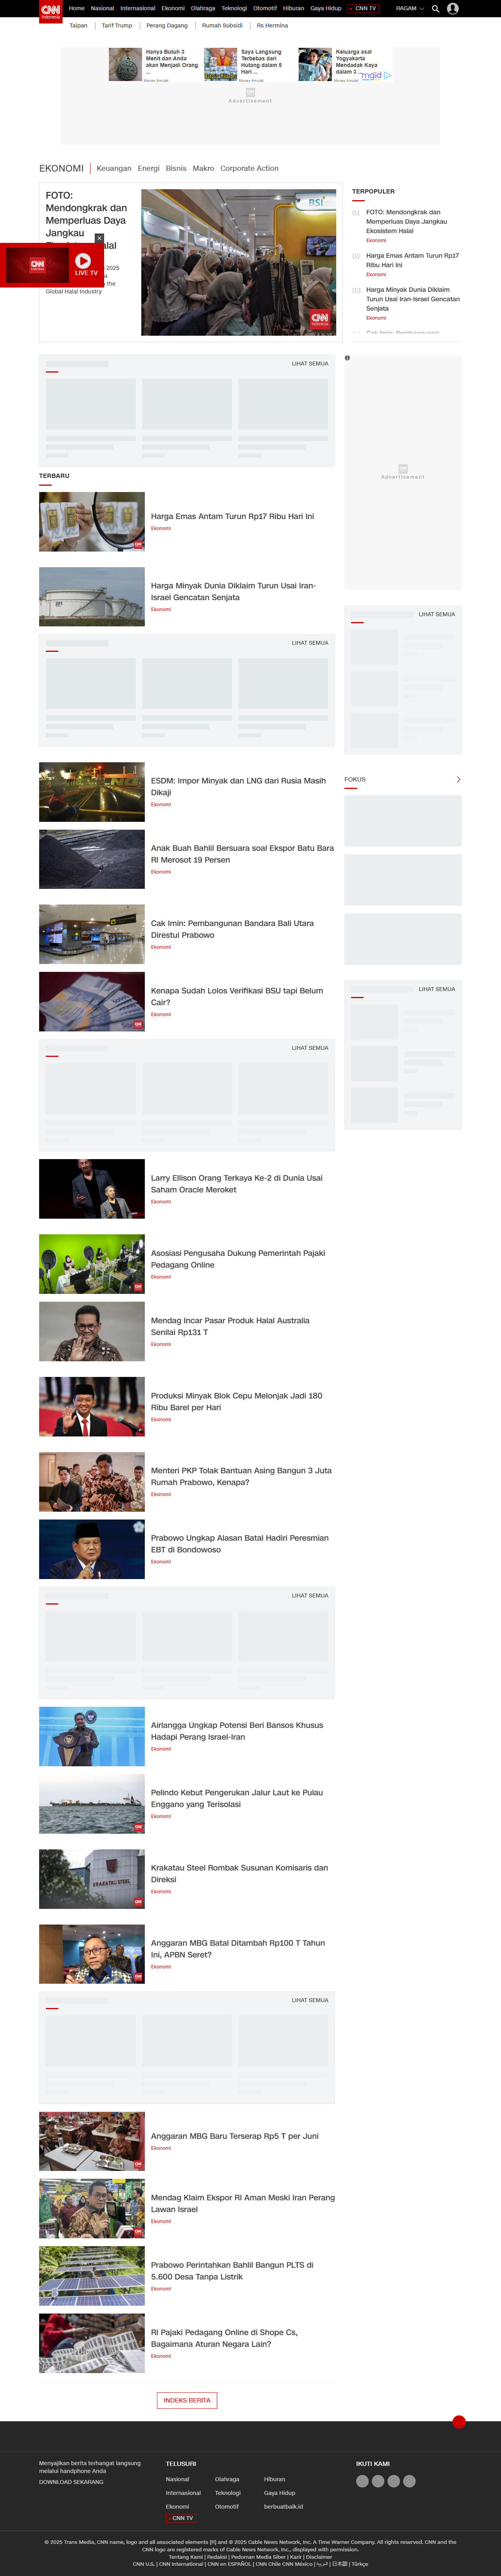 CNN Indonesia
Home Nasional Internasional Ekonomi Olahraga Teknologi Otomotif Hiburan Gaya Hidup CNN TV RAGAM
Taipan Tarif Trump Perang Dagang Rumah Subsidi Rs Hermina
Hanya Butuh 3 Menit dan Anda akan Menjadi Orang ...
Money Amulet
Saya Langsung Terbebas dari Hutang dalam 5 Hari ...
Money Amulet
Keluarga asal Yogyakarta Mendadak Kaya dalam 3 ...
Money Amulet
mgid
Advertisement
EKONOMI Keuangan Energi Bisnis Makro Corporate Action
FOTO:
Mendongkrak dan
Memperluas Daya
Jangkau
Halal
2025
the
Global Halal Industry
LIVE TV
BSI
TERPOPULER
01 FOTO: Mendongkrak dan
Memperluas Daya Jangkau
Ekosistem Halal
Ekonomi
02 Harga Emas Antam Turun Rp17
Ribu Hari Ini
Ekonomi
03 Harga Minyak Dunia Diklaim
Turun Usai Iran-Israel Gencatan
Senjata
Ekonomi
LIHAT SEMUA
Advertisement
TERBARU
Harga Emas Antam Turun Rp17 Ribu Hari Ini
Ekonomi
Harga Minyak Dunia Diklaim Turun Usai Iran-
Israel Gencatan Senjata
Ekonomi
LIHAT SEMUA
LIHAT SEMUA
FOKUS
ESDM: Impor Minyak dan LNG dari Rusia Masih
Dikaji
Ekonomi
Anak Buah Bahlil Bersuara soal Ekspor Batu Bara
RI Merosot 19 Persen
Ekonomi
Cak Imin: Pembangunan Bandara Bali Utara
Direstui Prabowo
Ekonomi
Kenapa Sudah Lolos Verifikasi BSU tapi Belum
Cair?
Ekonomi
LIHAT SEMUA
LIHAT SEMUA
Larry Ellison Orang Terkaya Ke-2 di Dunia Usai
Saham Oracle Meroket
Ekonomi
Asosiasi Pengusaha Dukung Pemerintah Pajaki
Pedagang Online
Ekonomi
Mendag Incar Pasar Produk Halal Australia
Senilai Rp131 T
Ekonomi
Produksi Minyak Blok Cepu Melonjak Jadi 180
Ribu Barel per Hari
Ekonomi
Menteri PKP Tolak Bantuan Asing Bangun 3 Juta
Rumah Prabowo, Kenapa?
Ekonomi
Prabowo Ungkap Alasan Batal Hadiri Peresmian
EBT di Bondowoso
Ekonomi
LIHAT SEMUA
Airlangga Ungkap Potensi Beri Bansos Khusus
Hadapi Perang Israel-Iran
Ekonomi
Pelindo Kebut Pengerukan Jalur Laut ke Pulau
Enggano yang Terisolasi
Ekonomi
KRAKATAU STEEL
Krakatau Steel Rombak Susunan Komisaris dan
Direksi
Ekonomi
Anggaran MBG Batal Ditambah Rp100 T Tahun
Ini, APBN Seret?
Ekonomi
LIHAT SEMUA
Anggaran MBG Baru Terserap Rp5 T per Juni
Ekonomi
Mendag Klaim Ekspor RI Aman Meski Iran Perang
Lawan Israel
Ekonomi
Prabowo Perintahkan Bahlil Bangun PLTS di
5.600 Desa Tanpa Listrik
Ekonomi
RI Pajaki Pedagang Online di Shope Cs,
Bagaimana Aturan Negara Lain?
Ekonomi
INDEKS BERITA
Menyajikan berita terhangat langsung
melalui handphone Anda
DOWNLOAD SEKARANG
TELUSURI
Nasional Olahraga Hiburan
Internasional Teknologi Gaya Hidup
Ekonomi Otomotif berbuatbaik.id
CNN TV
IKUTI KAMI
© 2025 Trans Media, CNN name, logo and all associated elements (R) and © 2025 Cable News Network, Inc. A Time Warner Company. All rights reserved. CNN and the
CNN logo are registered marks of Cable News Network, Inc., displayed with permission.
Tentang Kami | Redaksi | Pedoman Media Siber | Karir | Disclaimer
CNN U.S. | CNN International | CNN en ESPAÑOL | CNN Chile CNN México | العربية | 日本語 | Türkçe